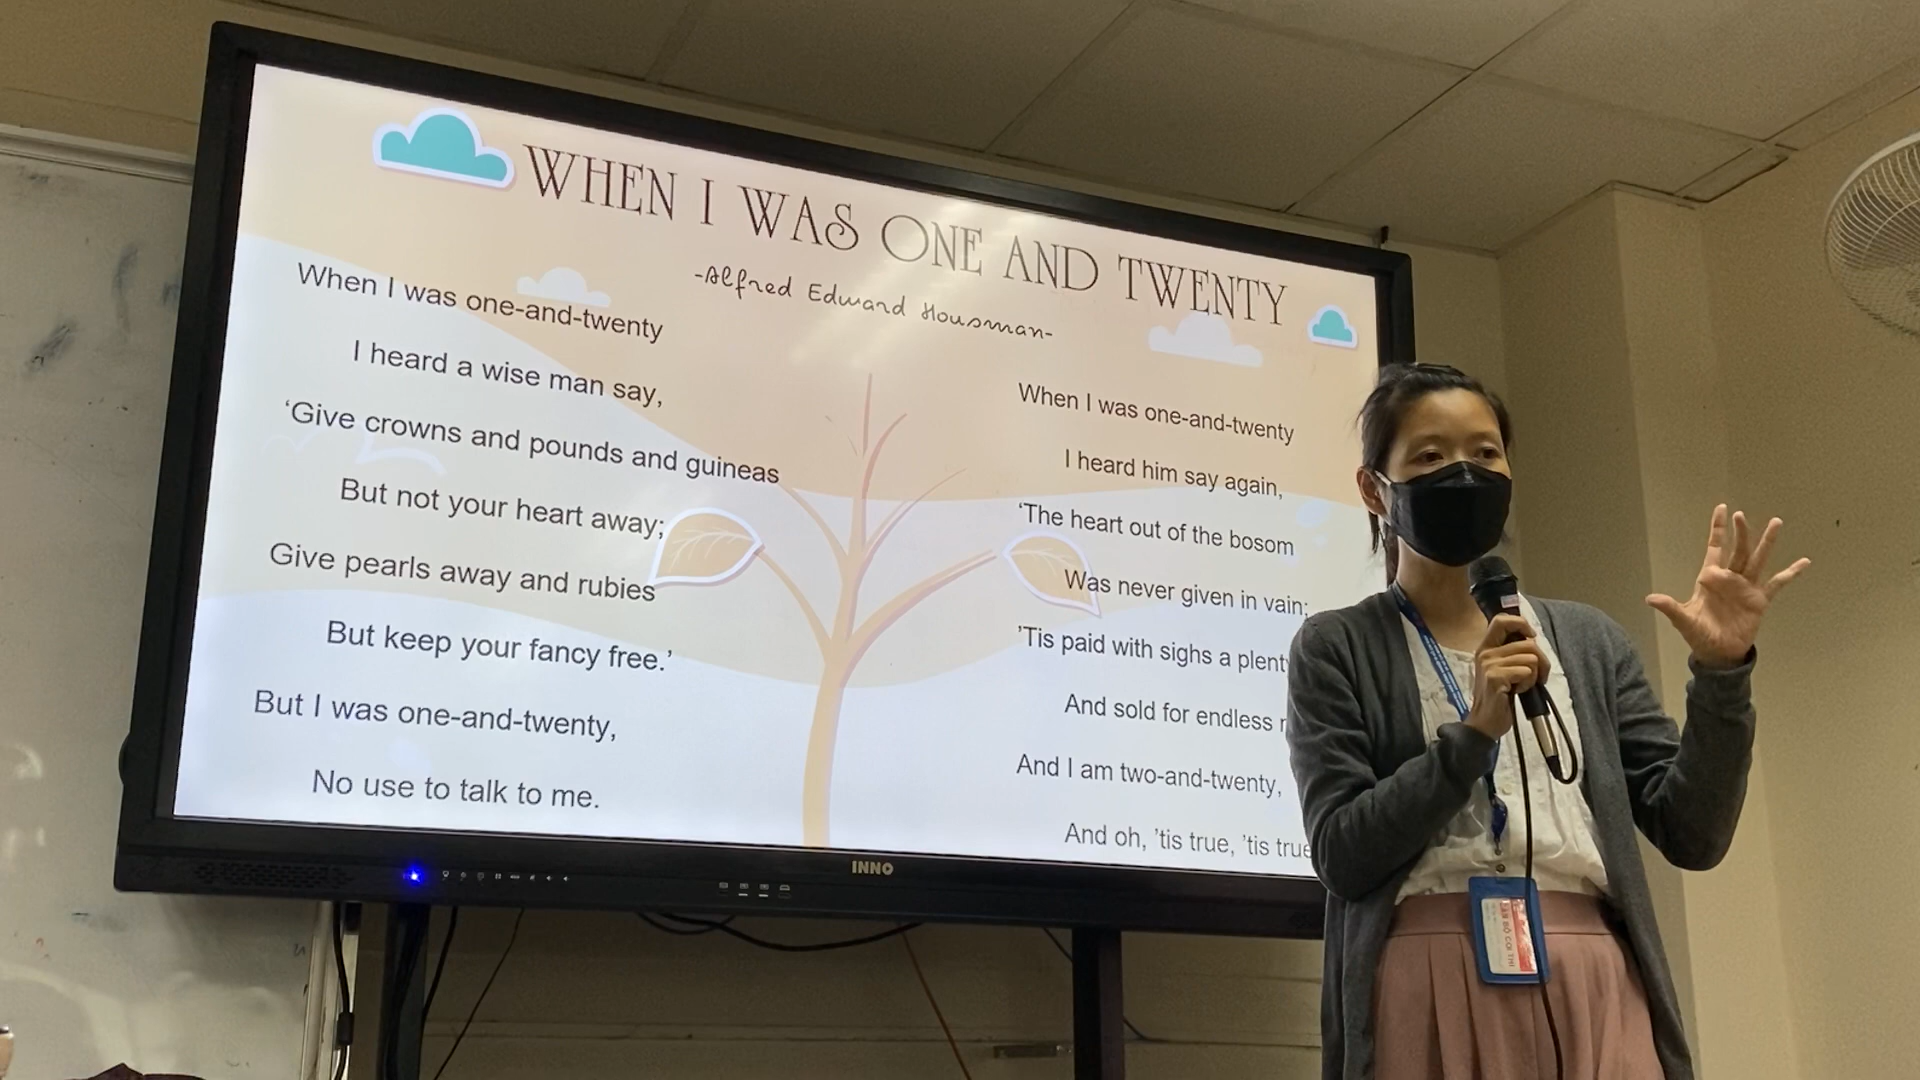 WHEN I WAS ONE AND TWENTY
-Alfred Edward Housman-
When I was one-and-twenty
I heard a wise man say,
‘Give crowns and pounds and guineas
But not your heart away;
Give pearls away and rubies
But keep your fancy free.’
But I was one-and-twenty,
No use to talk to me.
When I was one-and-twenty
I heard him say again,
‘The heart out of the bosom
Was never given in vain;
’Tis paid with sighs a plenty
And sold for endless
And I am two-and-twenty,
And oh, ’tis true, ’tis true
INNO
COI THI